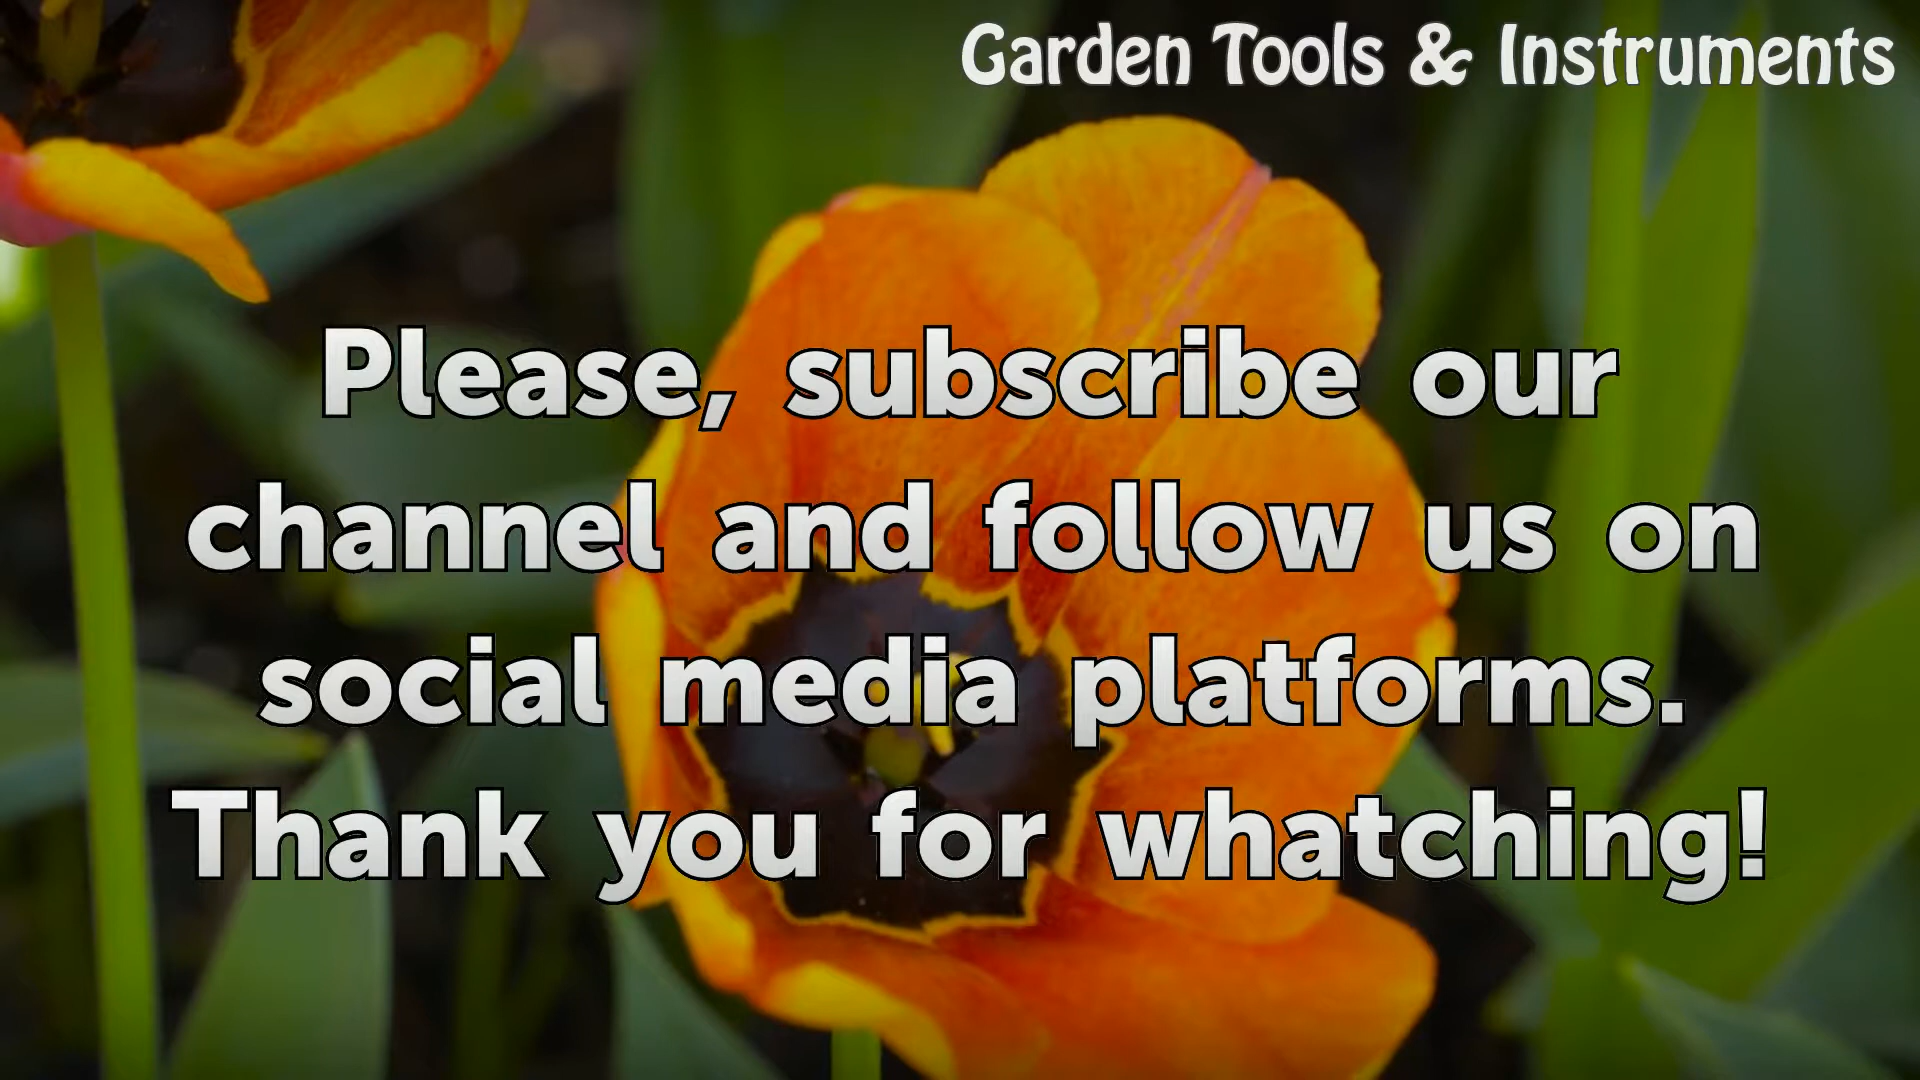 Garden Tools & Instruments
Please, subscribe our
channel and follow us on
social media platforms.
Thank you for whatching!